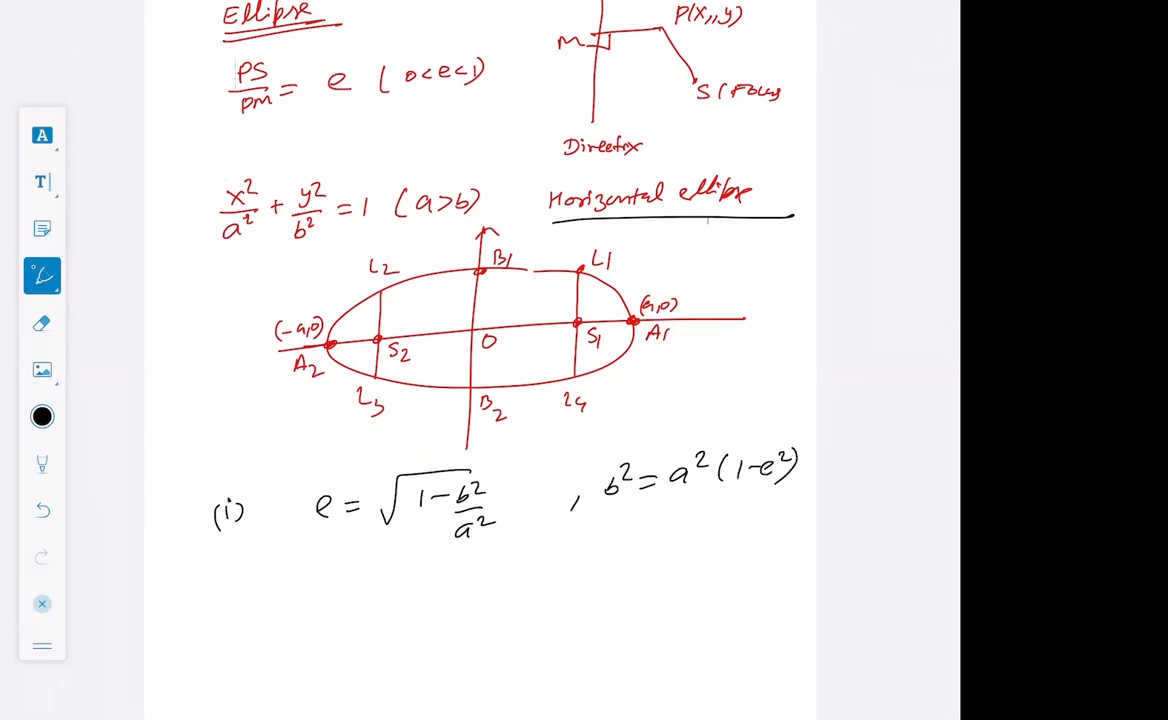 Ellipse
P(x,,y)
M
PS/PM = e ( 0<e<1)
S ( Focus
Directrix
x²/a² + y²/b² = 1 (a>b)
Horizontal ellipse
B1
L1
L2
(-a,0)
(a,0)
A2
S2
O
S1
A1
L3
B2
L4
(i) e = √(1-b²/a²) , b² = a² (1-e²)
A
T